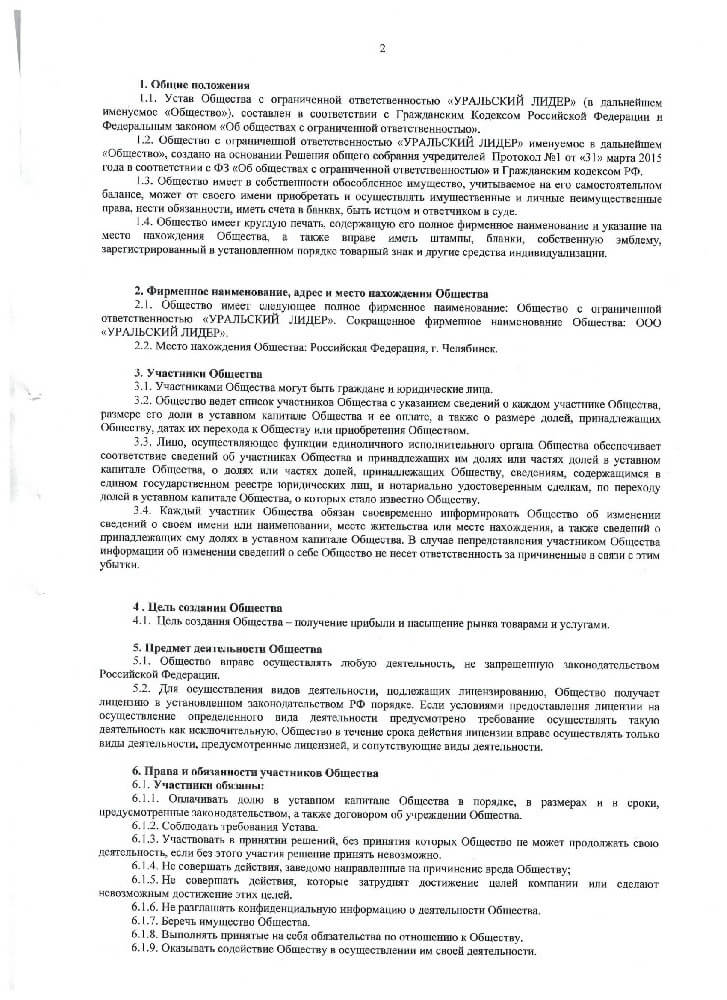 2
1. Общие положения
1.1. Устав Общества с ограниченной ответственностью «УРАЛЬСКИЙ ЛИДЕР» (в дальнейшем
именуемое «Общество»), составлен в соответствии с Гражданским Кодексом Российской Федерации и
Федеральным законом «Об обществах с ограниченной ответственностью».
1.2. Общество с ограниченной ответственностью «УРАЛЬСКИЙ ЛИДЕР» именуемое в дальнейшем
«Общество», создано на основании Решения общего собрания учредителей Протокол №1 от «31» марта 2015
года в соответствии с ФЗ «Об обществах с ограниченной ответственностью» и Гражданским кодексом РФ.
1.3. Общество имеет в собственности обособленное имущество, учитываемое на его самостоятельном
балансе, может от своего имени приобретать и осуществлять имущественные и личные неимущественные
права, нести обязанности, иметь счета в банках, быть истцом и ответчиком в суде.
1.4. Общество имеет круглую печать, содержащую его полное фирменное наименование и указание на
место нахождения Общества, а также вправе иметь штампы, бланки, собственную эмблему,
зарегистрированный в установленном порядке товарный знак и другие средства индивидуализации.
2. Фирменное наименование, адрес и место нахождения Общества
2.1. Общество имеет следующее полное фирменное наименование: Общество с ограниченной
ответственностью «УРАЛЬСКИЙ ЛИДЕР». Сокращенное фирменное наименование Общества: ООО
«УРАЛЬСКИЙ ЛИДЕР».
2.2. Место нахождения Общества: Российская Федерация, г. Челябинск.
3. Участники Общества
3.1. Участниками Общества могут быть граждане и юридические лица.
3.2. Общество ведет список участников Общества с указанием сведений о каждом участнике Общества,
размере его доли в уставном капитале Общества и ее оплате, а также о размере долей, принадлежащих
Обществу, датах их перехода к Обществу или приобретения Обществом.
3.3. Лицо, осуществляющее функции единоличного исполнительного органа Общества обеспечивает
соответствие сведений об участниках Общества и принадлежащих им долях или частях долей в уставном
капитале Общества, о долях или частях долей, принадлежащих Обществу, сведениям, содержащимся в
едином государственном реестре юридических лиц, и нотариально удостоверенным сделкам, по переходу
долей в уставном капитале Общества, о которых стало известно Обществу.
3.4. Каждый участник Общества обязан своевременно информировать Общество об изменении
сведений о своем имени или наименовании, место жительства или месте нахождения, а также сведений о
принадлежащих ему долях в уставном капитале Общества. В случае непредставления участником Общества
информации об изменении сведений о себе Общество не несет ответственность за причиненные в связи с этим
убытки.
4 . Цель создания Общества
4.1. Цель создания Общества – получение прибыли и насыщение рынка товарами и услугами.
5. Предмет деятельности Общества
5.1. Общество вправе осуществлять любую деятельность, не запрещенную законодательством
Российской Федерации.
5.2. Для осуществления видов деятельности, подлежащих лицензированию, Общество получает
лицензию в установленном законодательством РФ порядке. Если условиями предоставления лицензии на
осуществление определенного вида деятельности предусмотрено требование осуществлять такую
деятельность как исключительную, Общество в течение срока действия лицензии вправе осуществлять только
виды деятельности, предусмотренные лицензией, и сопутствующие виды деятельности.
6. Права и обязанности участников Общества
6.1. Участники обязаны:
6.1.1. Оплачивать долю в уставном капитале Общества в порядке, в размерах и в сроки,
предусмотренные законодательством, а также договором об учреждении Общества.
6.1.2. Соблюдать требования Устава.
6.1.3. Участвовать в принятии решений, без принятия которых Общество не может продолжать свою
деятельность, если без этого участия решение принять невозможно.
6.1.4. Не совершать действия, заведомо направленные на причинение вреда Обществу;
6.1.5. Не совершать действия, которые затруднят достижение целей компании или сделают
невозможным достижение этих целей.
6.1.6. Не разглашать конфиденциальную информацию о деятельности Общества.
6.1.7. Беречь имущество Общества.
6.1.8. Выполнять принятые на себя обязательства по отношению к Обществу.
6.1.9. Оказывать содействие Обществу в осуществлении им своей деятельности.